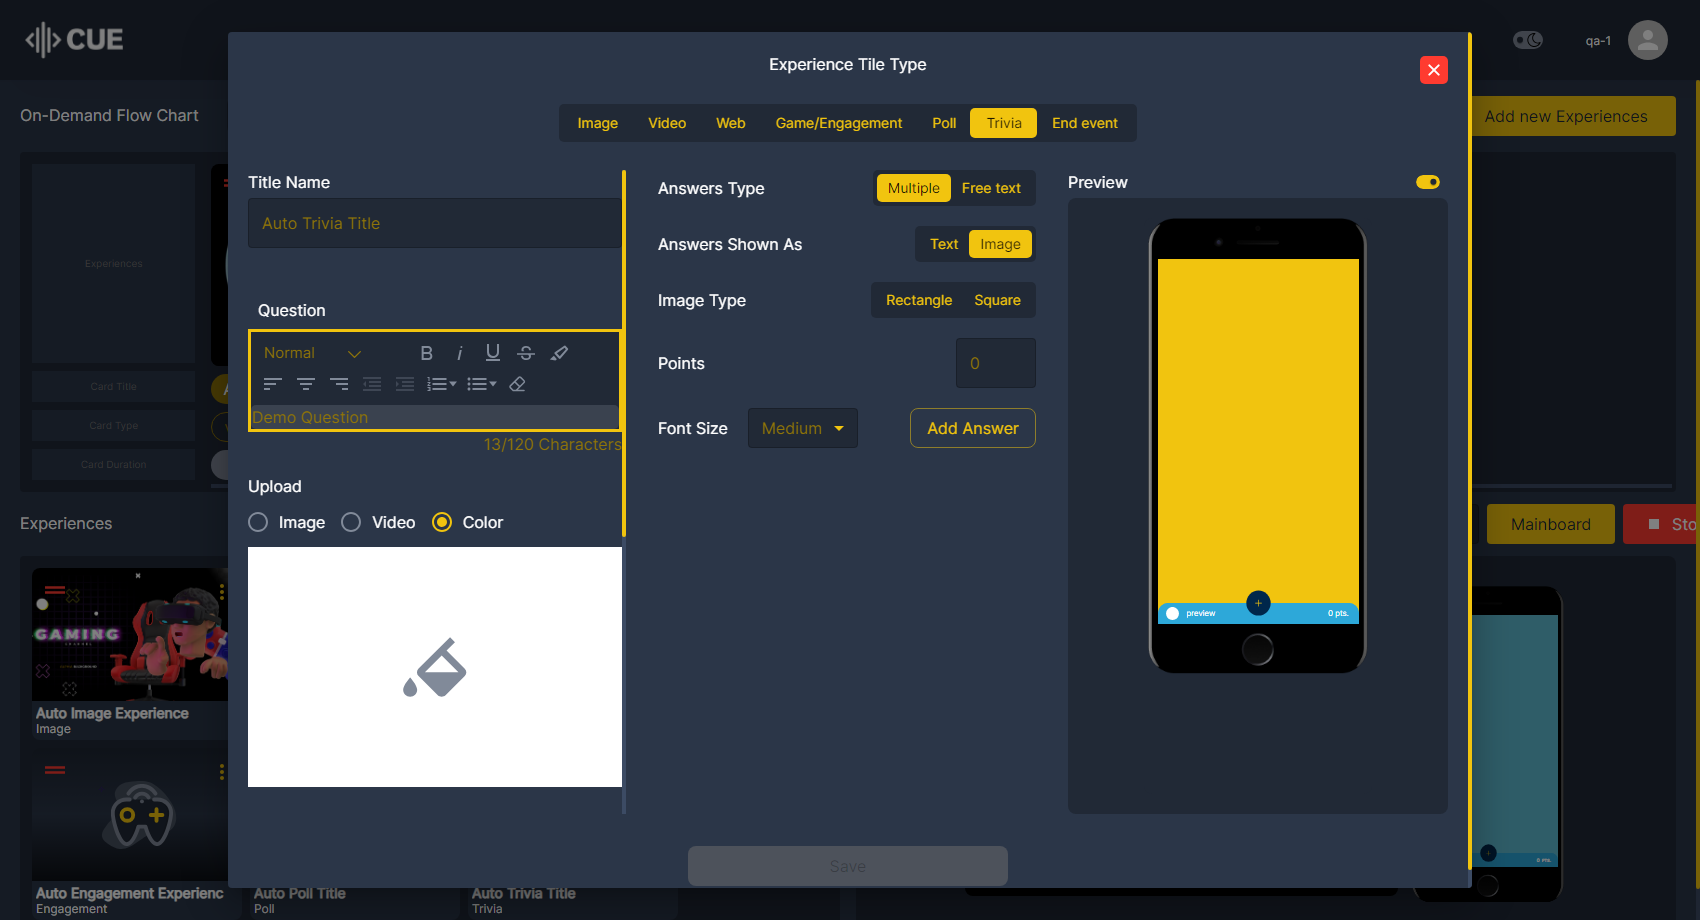 CUE
qa-1
On-Demand Flow Chart
Add new Experiences
Experiences
Card Title
Card Type
Card Duration
Experience Tile Type
Image Video Web Game/Engagement Poll Trivia End event
Title Name
Auto Trivia Title
Question
Normal
B i U S
Demo Question
13/120 Characters
Upload
Image Video Color
Answers Type Multiple Free text
Answers Shown As Text Image
Image Type Rectangle Square
Points 0
Font Size Medium Add Answer
Preview
preview 0 pts.
Save
Experiences
Mainboard
Sto
GAMING
Auto Image Experience
Image
Auto Engagement Experienc
Engagement
Auto Poll Title
Poll
Auto Trivia Title
Trivia
0 pts.